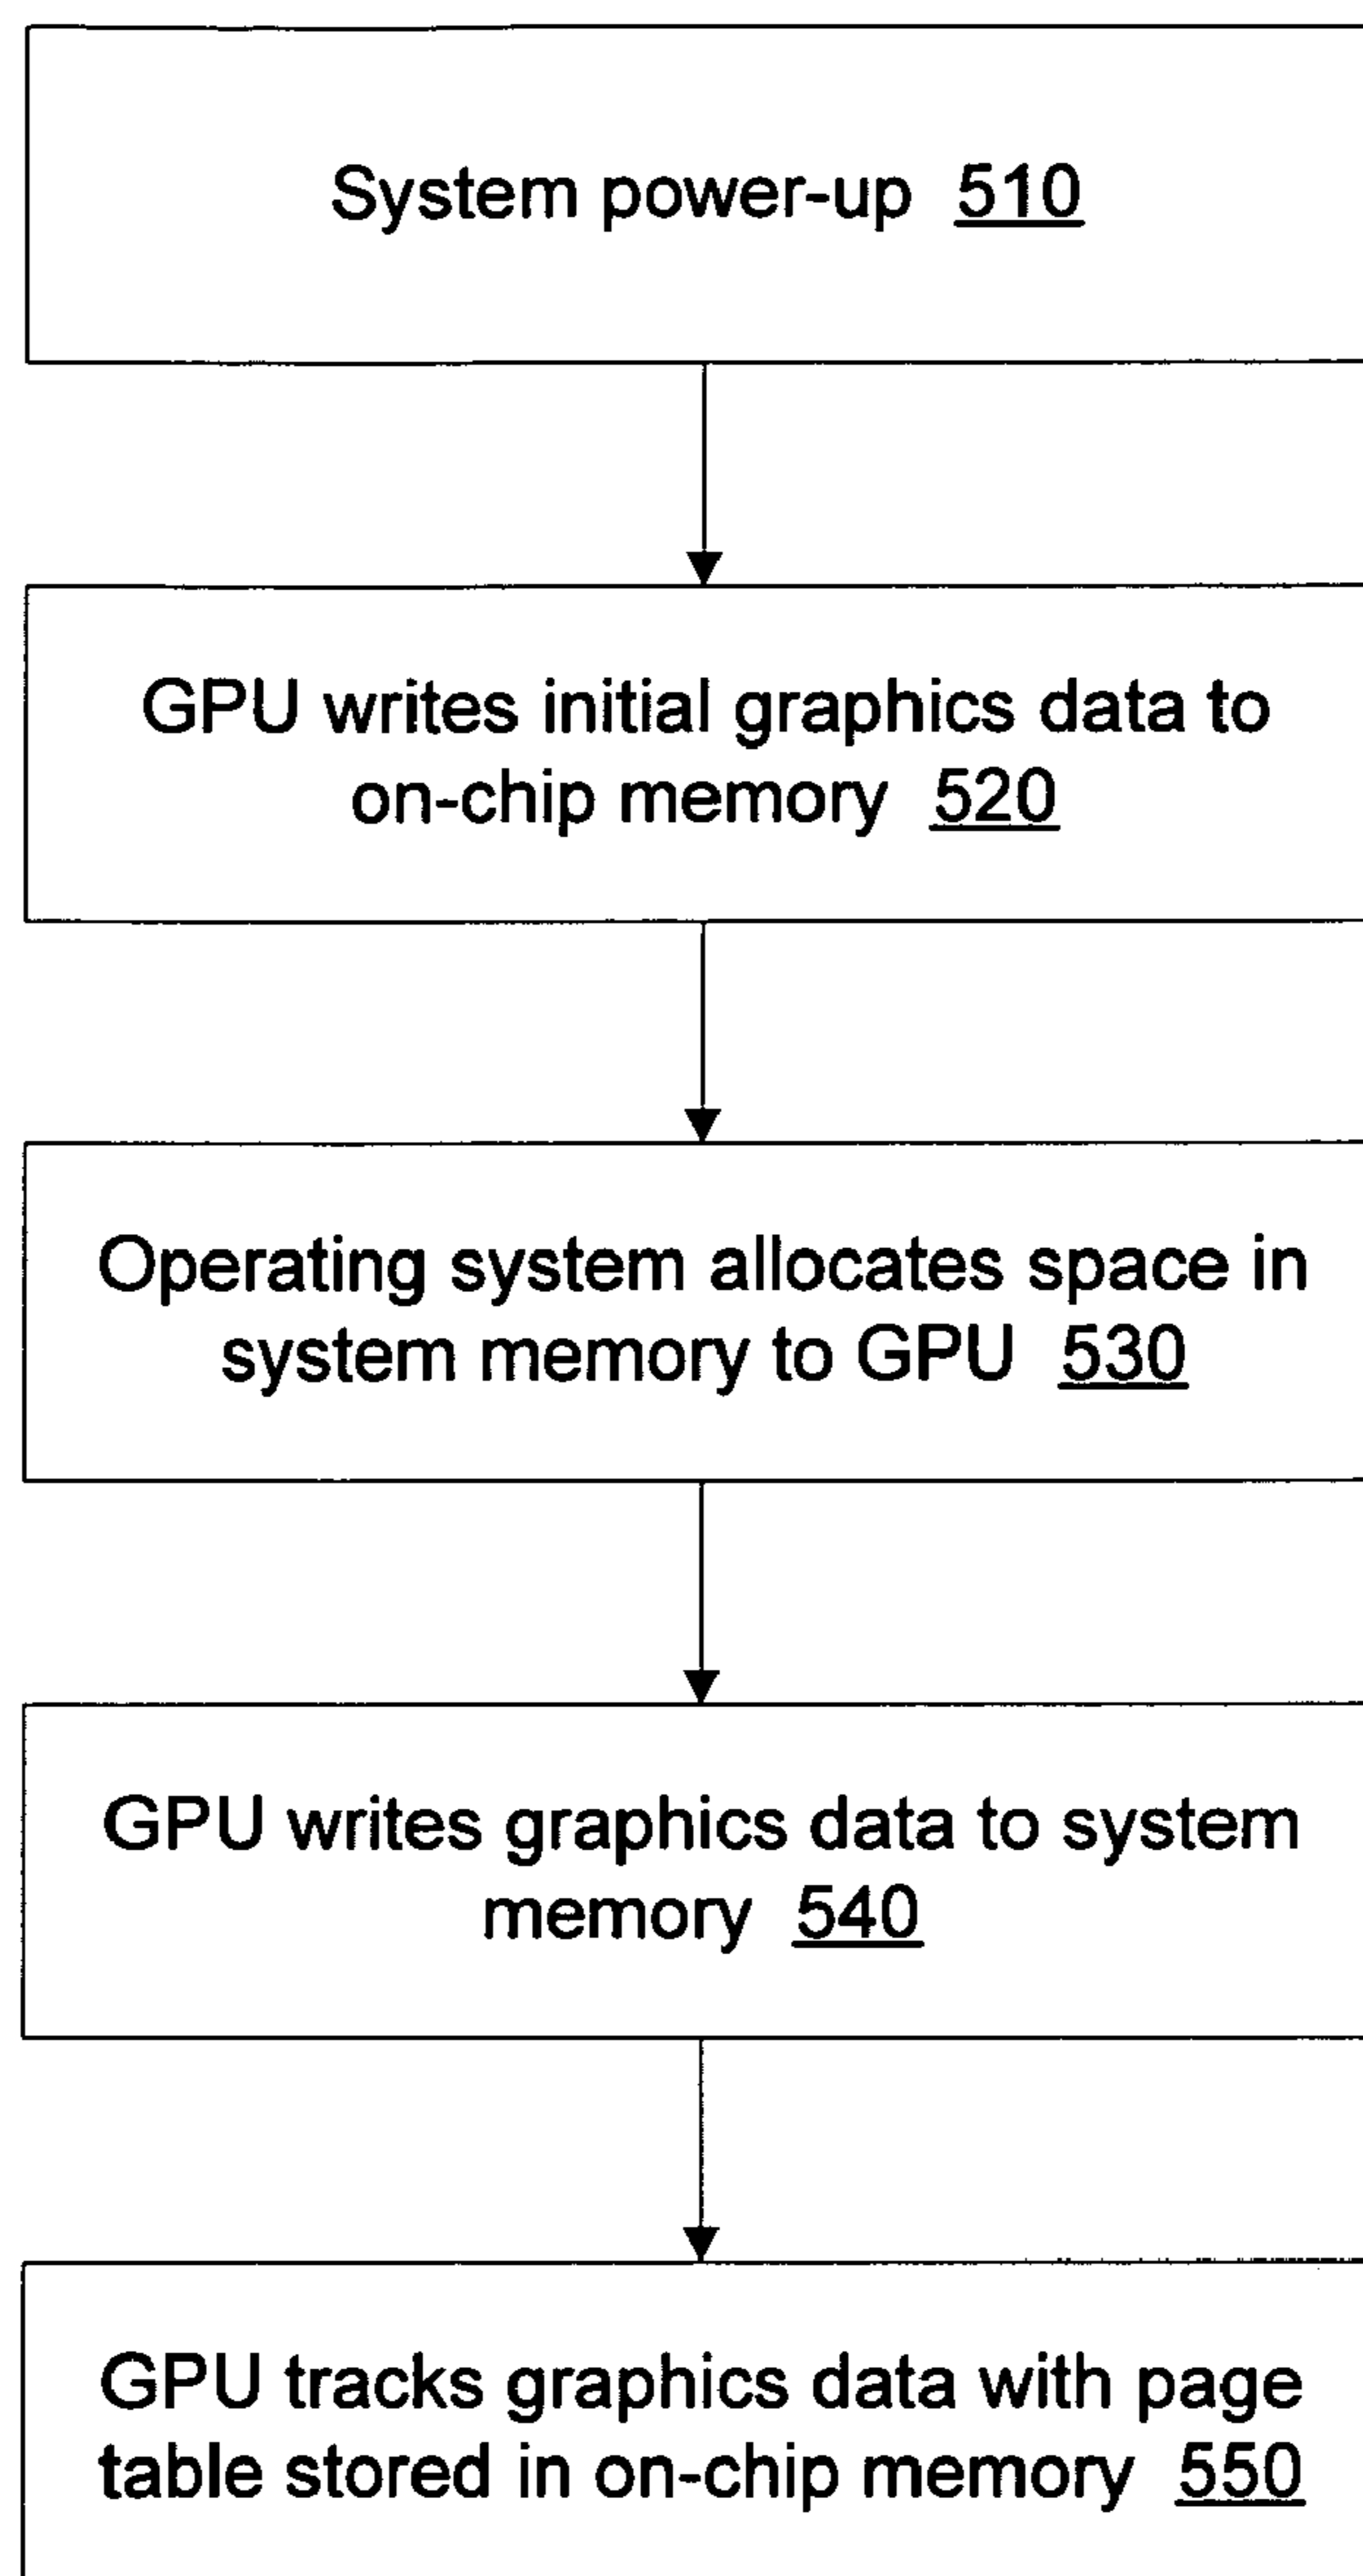 System power-up 510
GPU writes initial graphics data to
on-chip memory 520
Operating system allocates space in
system memory to GPU 530
GPU writes graphics data to system
memory 540
GPU tracks graphics data with page
table stored in on-chip memory 550